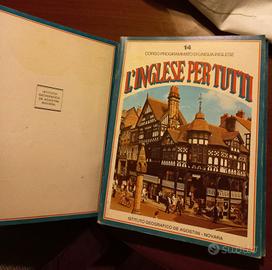 ISTITUTO
GEOGRAFICO
DE AGOSTINI
NOVARA
14
CORSO PROGRAMMATO DI LINGUA INGLESE
L'INGLESE PER TUTTI
ISTITUTO GEOGRAFICO DE AGOSTINI - NOVARA
subito